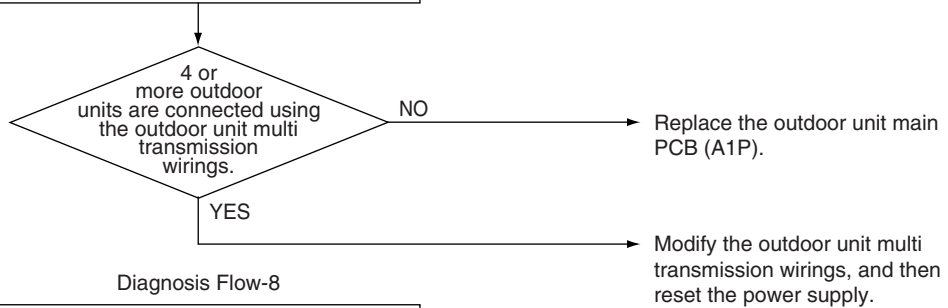 4 or
more outdoor
units are connected using
the outdoor unit multi
transmission
wirings.
NO
Replace the outdoor unit main
PCB (A1P).
YES
Modify the outdoor unit multi
transmission wirings, and then
reset the power supply.
Diagnosis Flow-8